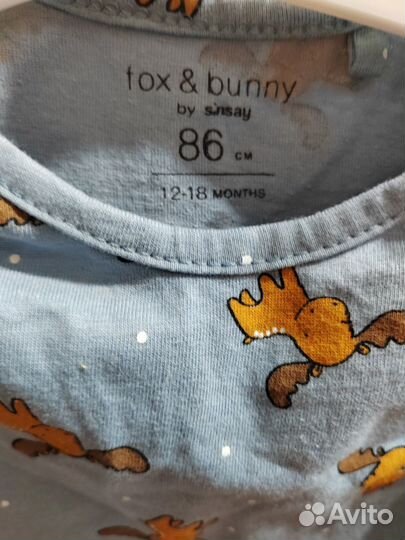 fox & bunny
by sinsay
86 CM
12-18 MONTHS
Avito